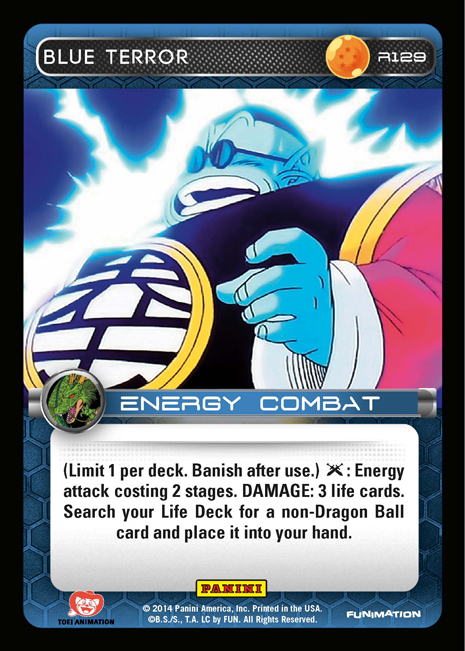 BLUE TERROR R129
ENERGY COMBAT
(Limit 1 per deck. Banish after use.) : Energy
attack costing 2 stages. DAMAGE: 3 life cards.
Search your Life Deck for a non-Dragon Ball
card and place it into your hand.
PANINI
TOEI ANIMATION
© 2014 Panini America, Inc. Printed in the USA.
©B.S./S., T.A. LC by FUN. All Rights Reserved.
FUNIMATION